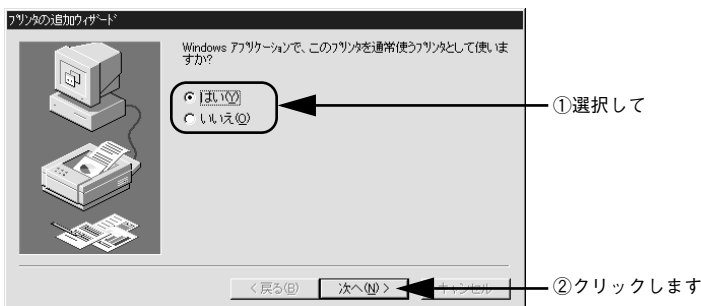 プリンタの追加ウィザード
Windows アプリケーションで、このプリンタを通常使うプリンタとして使いま
すか?
はい(Y)
いいえ(O)
①選択して
< 戻る(B)
次へ(N) >
キャンセル
②クリックします